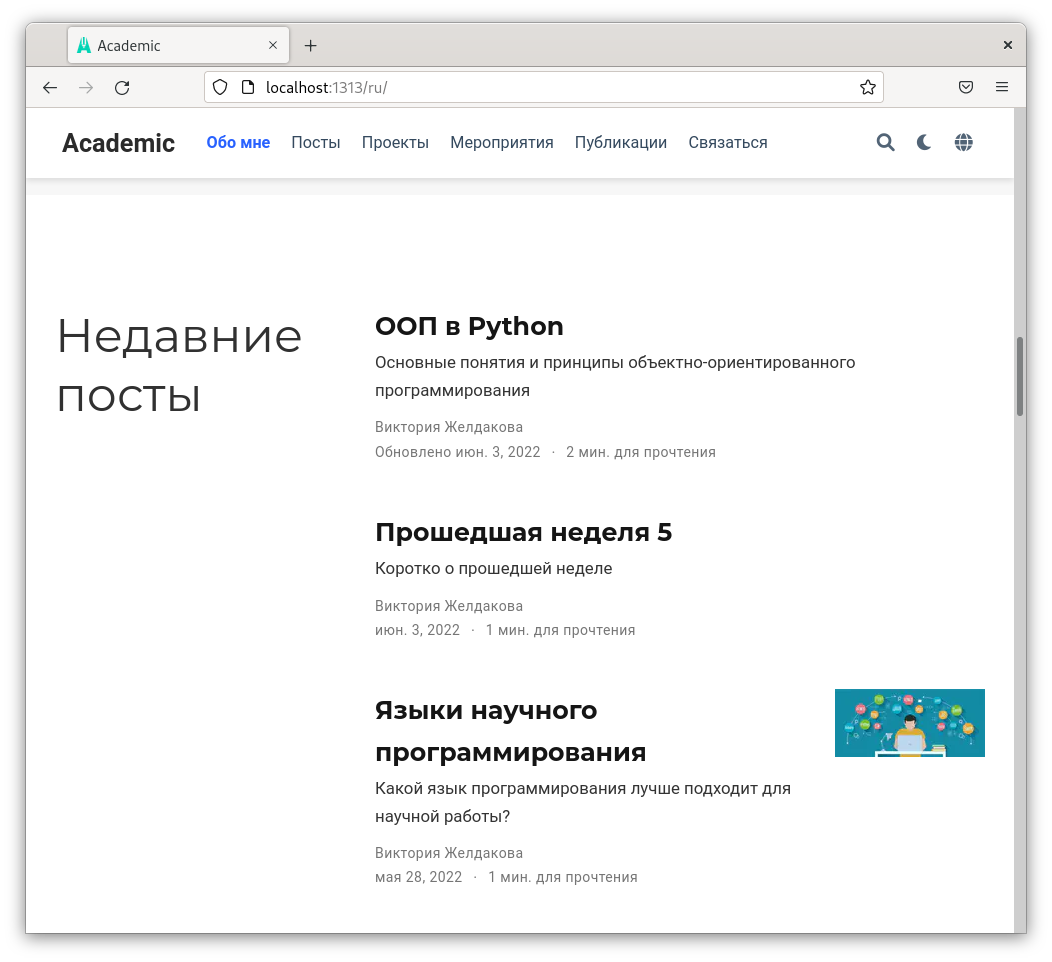 Academic
localhost:1313/ru/
Academic Обо мне Посты Проекты Мероприятия Публикации Связаться
Недавние
посты
ООП в Python
Основные понятия и принципы объектно-ориентированного
программирования
Виктория Желдакова
Обновлено июн. 3, 2022 · 2 мин. для прочтения
Прошедшая неделя 5
Коротко о прошедшей неделе
Виктория Желдакова
июн. 3, 2022 · 1 мин. для прочтения
Языки научного
программирования
Какой язык программирования лучше подходит для
научной работы?
Виктория Желдакова
мая 28, 2022 · 1 мин. для прочтения